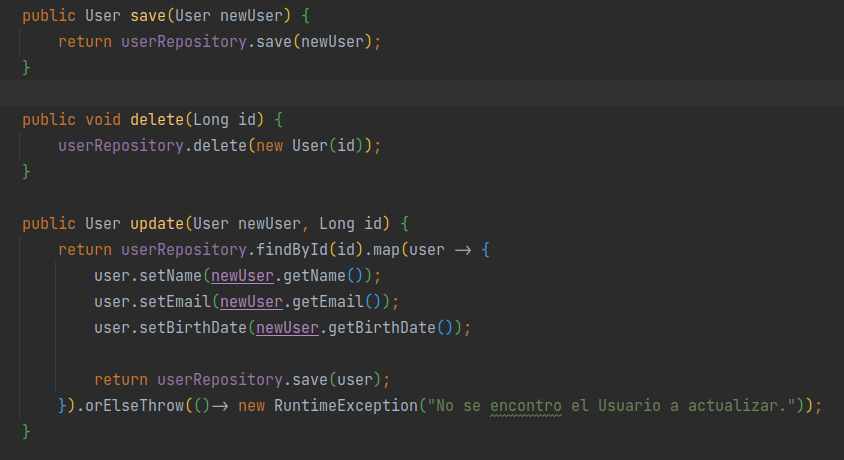 public User save(User newUser) {
    return userRepository.save(newUser);
}
public void delete(Long id) {
    userRepository.delete(new User(id));
}
public User update(User newUser, Long id) {
    return userRepository.findById(id).map(user -> {
        user.setName(newUser.getName());
        user.setEmail(newUser.getEmail());
        user.setBirthDate(newUser.getBirthDate());
        return userRepository.save(user);
    }).orElseThrow(()-> new RuntimeException("No se encontro el Usuario a actualizar."));
}